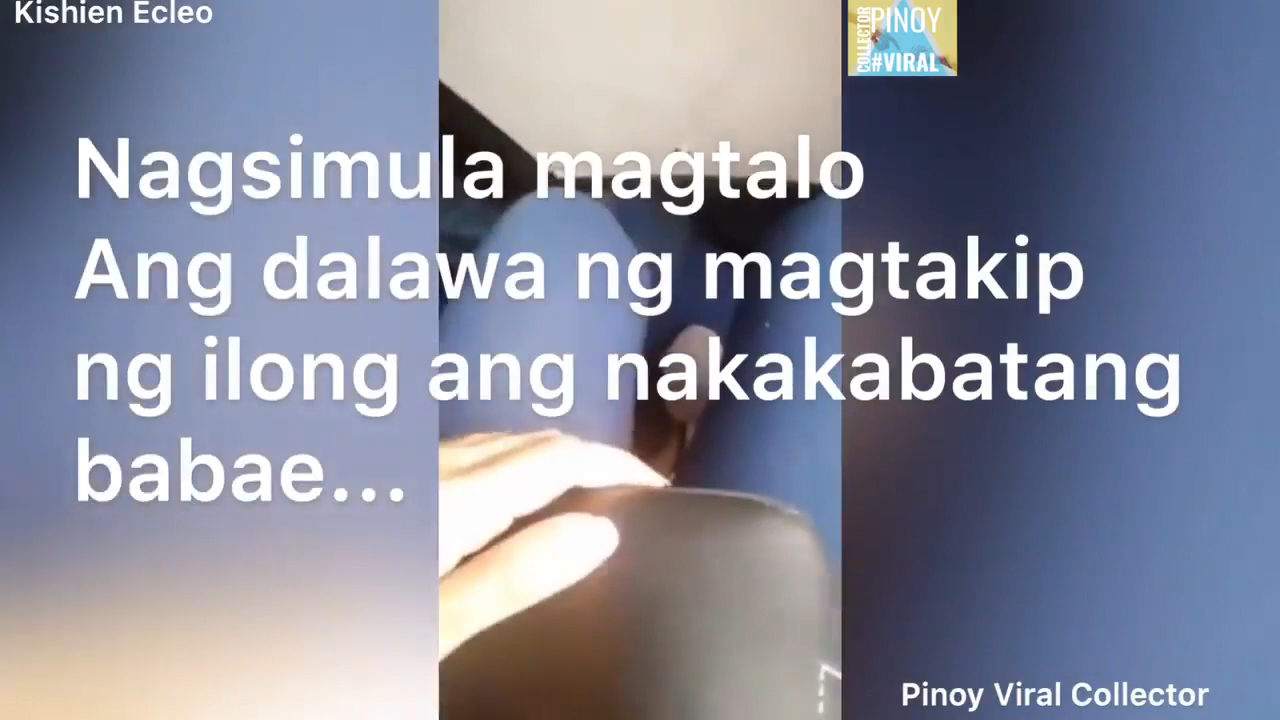 Kishien Ecleo
COLLECTOR
PINOY
#VIRAL
Nagsimula magtalo
Ang dalawa ng magtakip
ng ilong ang nakakabatang
babae...
Pinoy Viral Collector